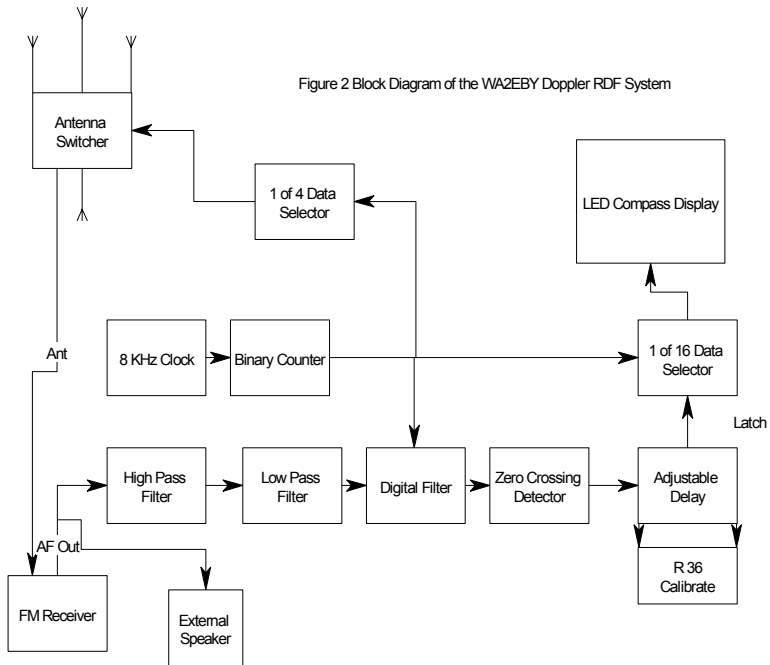 Figure 2 Block Diagram of the WA2EBY Doppler RDF System
Antenna
Switcher
1 of 4 Data
Selector
LED Compass Display
Ant
8 KHz Clock
Binary Counter
1 of 16 Data
Selector
Latch
High Pass
Filter
Low Pass
Filter
Digital Filter
Zero Crossing
Detector
Adjustable
Delay
AF Out
R 36
Calibrate
FM Receiver
External
Speaker